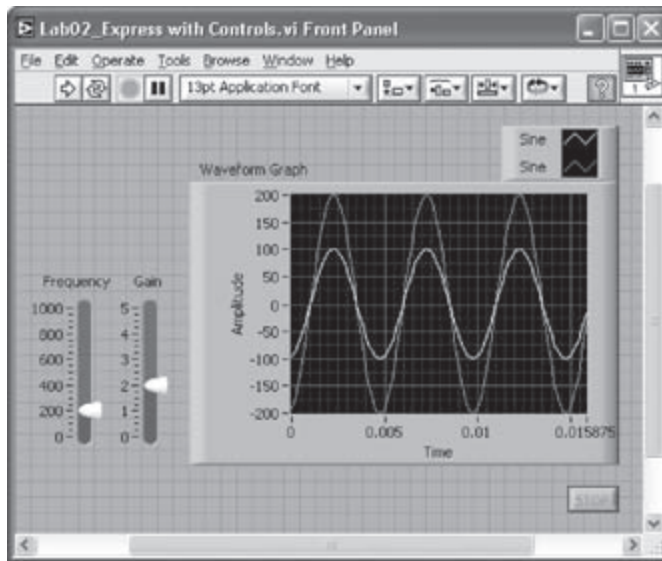 Lab02_Express with Controls.vi Front Panel
File Edit Operate Tools Browse Window Help
13pt Application Font
?
1
Sine
Sine
Waveform Graph
200
150
100
50
0
-50
-100
-150
-200
Amplitude
0 0.005 0.01 0.015875
Time
Frequency Gain
1000
800
600
400
200
0
5
4
3
2
1
0
STOP